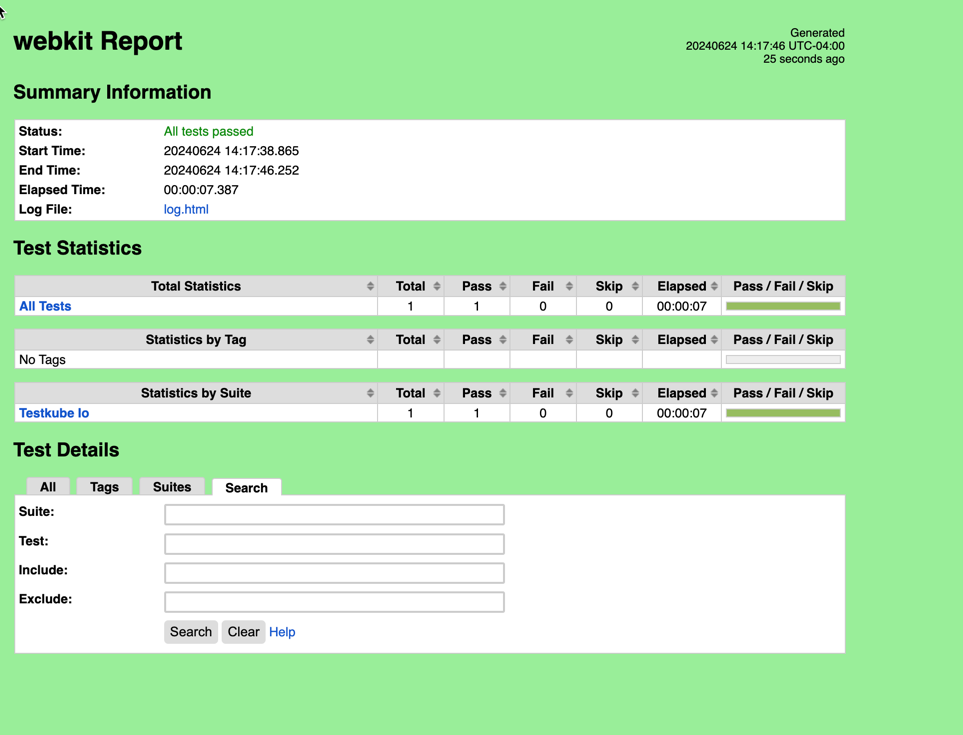 webkit Report
Generated
20240624 14:17:46 UTC-04:00
25 seconds ago
Summary Information
Status: All tests passed
Start Time: 20240624 14:17:38.865
End Time: 20240624 14:17:46.252
Elapsed Time: 00:00:07.387
Log File: log.html
Test Statistics
Total Statistics Total Pass Fail Skip Elapsed Pass / Fail / Skip
All Tests 1 1 0 0 00:00:07
Statistics by Tag Total Pass Fail Skip Elapsed Pass / Fail / Skip
No Tags
Statistics by Suite Total Pass Fail Skip Elapsed Pass / Fail / Skip
Testkube Io 1 1 0 0 00:00:07
Test Details
All Tags Suites Search
Suite:
Test:
Include:
Exclude:
Search Clear Help